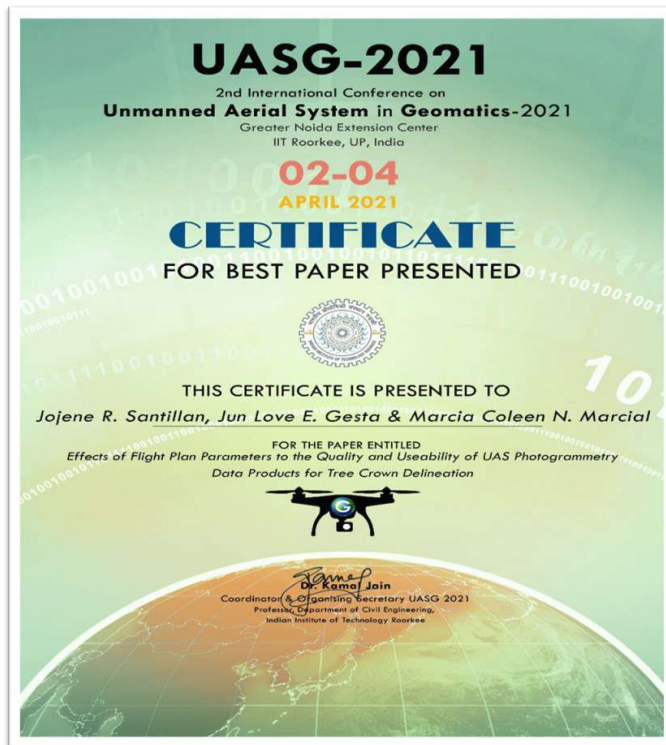 UASG-2021
2nd International Conference on
Unmanned Aerial System in Geomatics-2021
Greater Noida Extension Center
IIT Roorkee, UP, India
02-04
APRIL 2021
CERTIFICATE
FOR BEST PAPER PRESENTED
THIS CERTIFICATE IS PRESENTED TO
Jojene R. Santillan, Jun Love E. Gesta & Marcia Coleen N. Marcial
FOR THE PAPER ENTITLED
Effects of Flight Plan Parameters to the Quality and Useability of UAS Photogrammetry
Data Products for Tree Crown Delineation
G
Dr. Kamal Jain
Coordinator & Organising Secretary UASG 2021
Professor, Department of Civil Engineering,
Indian Institute of Technology Roorkee